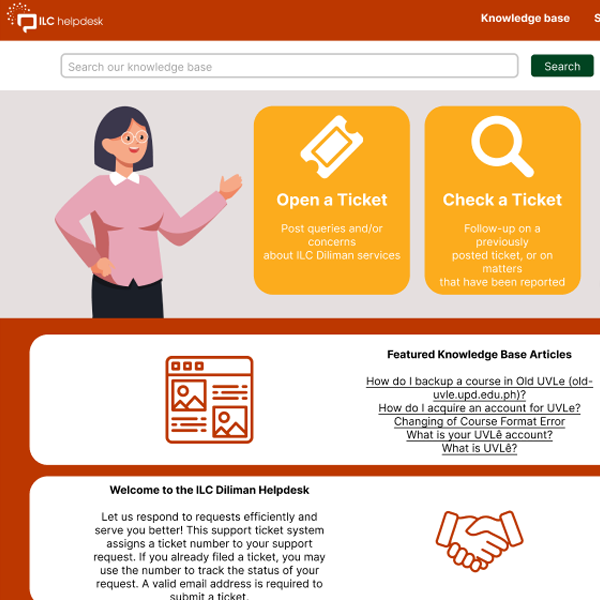 ILC helpdesk
Knowledge base
S
Search our knowledge base
Search
Open a Ticket
Post queries and/or
concerns
about ILC Diliman services
Check a Ticket
Follow-up on a
previously
posted ticket, or on
matters
that have been reported
Featured Knowledge Base Articles
How do I backup a course in Old UVLe (old-
uvle.upd.edu.ph)?
How do I acquire an account for UVLe?
Changing of Course Format Error
What is your UVLê account?
What is UVLê?
Welcome to the ILC Diliman Helpdesk
Let us respond to requests efficiently and
serve you better! This support ticket system
assigns a ticket number to your support
request. If you already filed a ticket, you may
use the number to track the status of your
request. A valid email address is required to
submit a ticket.